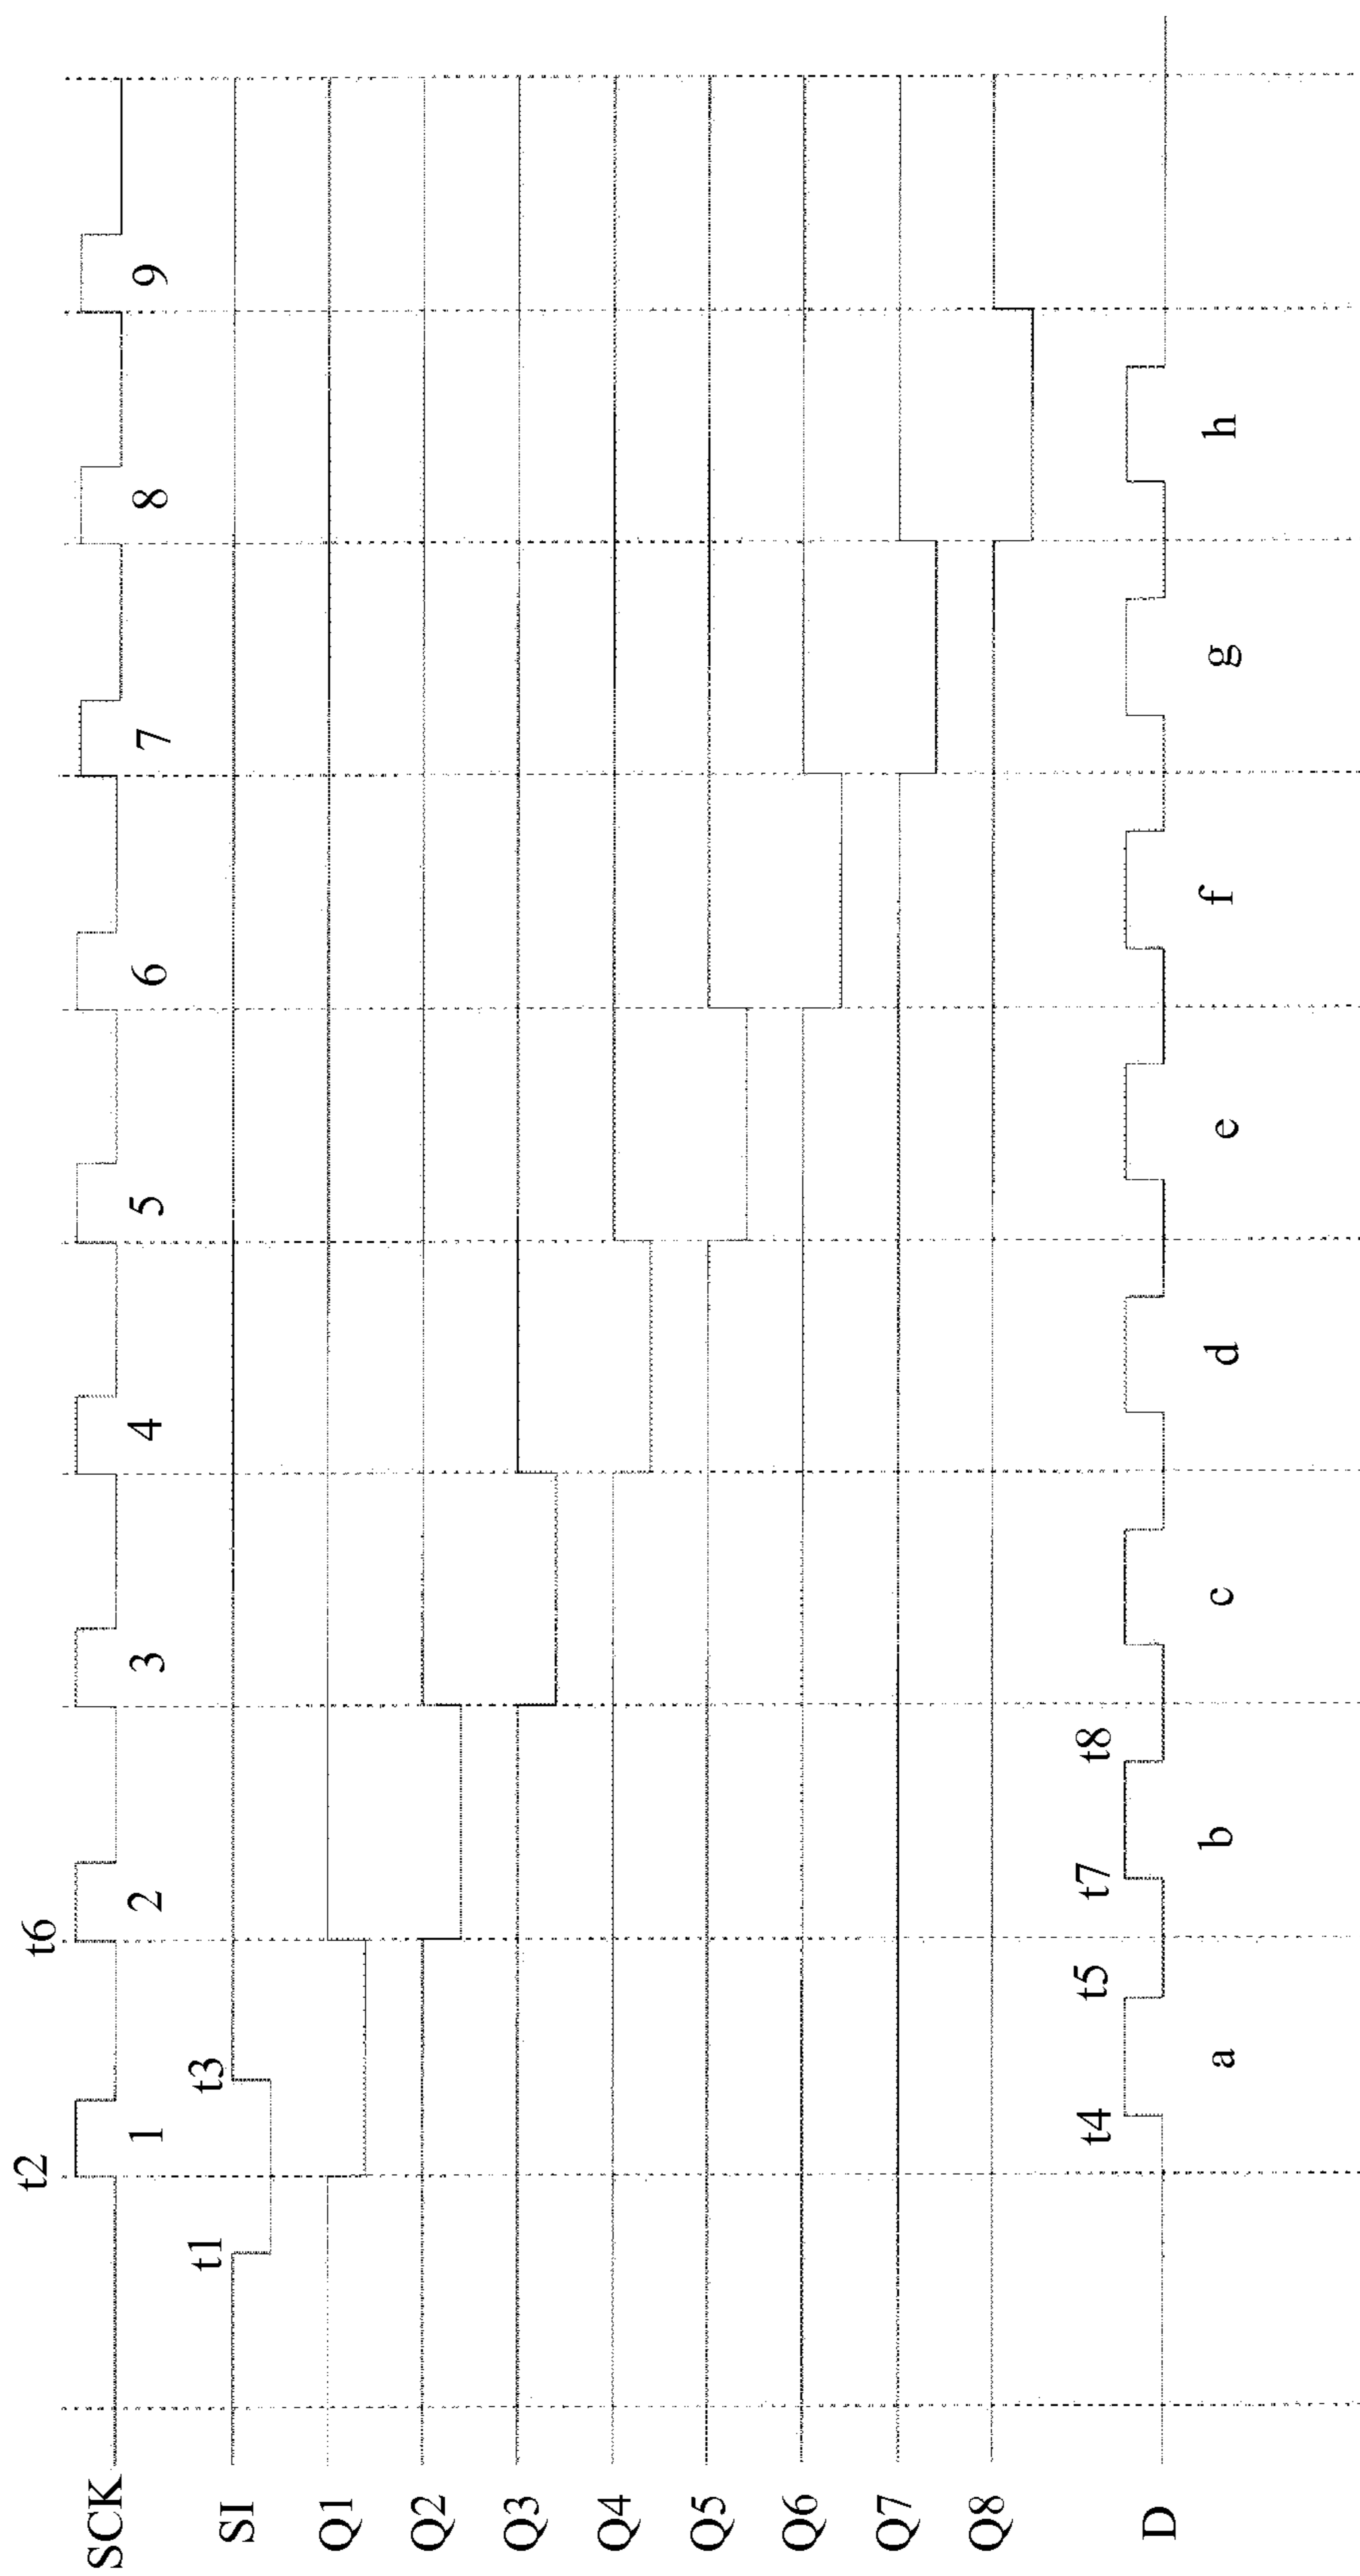 t2 t6
SCK 1 2 3 4 5 6 7 8 9
t1 t3
SI
Q1
Q2
Q3
Q4
Q5
Q6
Q7
Q8
t4 t5 t7 t8
D
a b c d e f g h